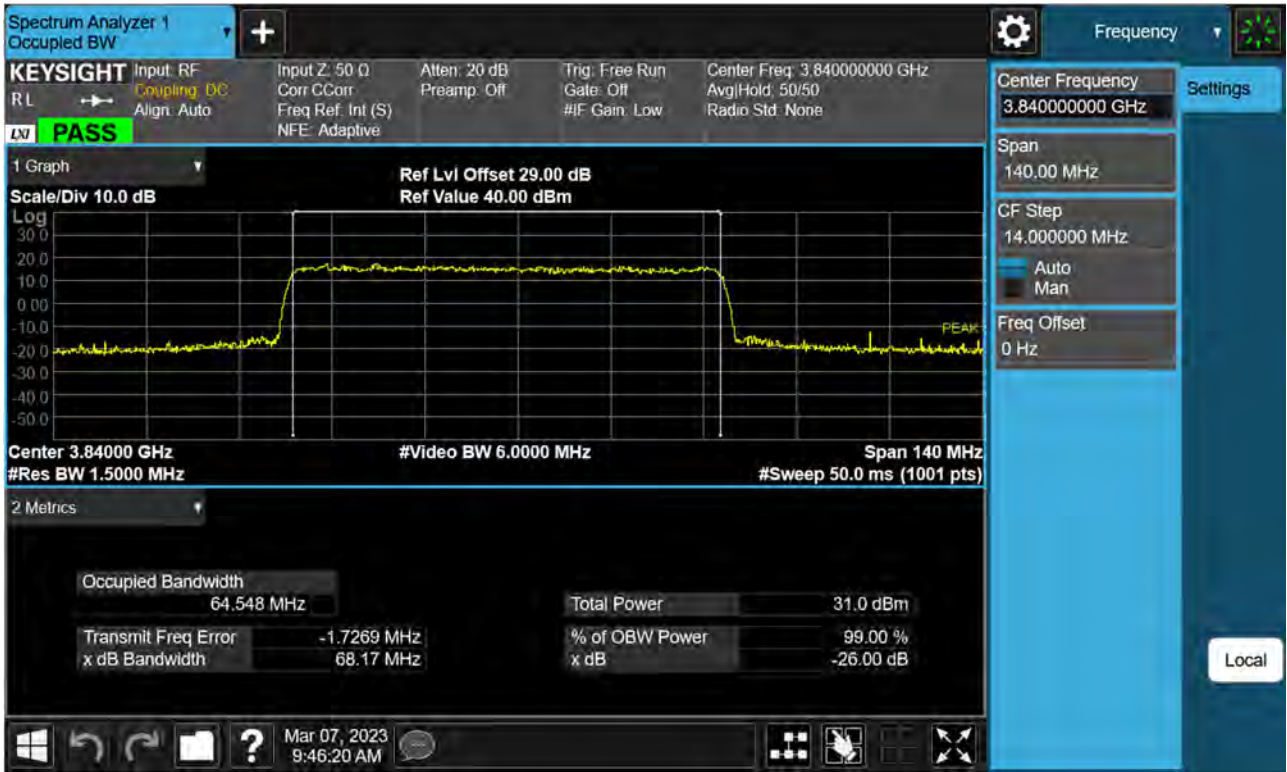 Spectrum Analyzer 1
Occupied BW
+
Frequency
KEYSIGHT
RL
LXI PASS
Input: RF
Coupling: DC
Align: Auto
Input Z: 50 Ω
Corr CCorr
Freq Ref: Int (S)
NFE: Adaptive
Atten: 20 dB
Preamp: Off
Trig: Free Run
Gate: Off
#IF Gain: Low
Center Freq: 3.840000000 GHz
Avg|Hold: 50/50
Radio Std: None
1 Graph
Scale/Div 10.0 dB
Ref Lvl Offset 29.00 dB
Ref Value 40.00 dBm
Log
30.0
20.0
10.0
0.00
-10.0
-20.0
-30.0
-40.0
-50.0
PEAK
Center 3.84000 GHz
#Video BW 6.0000 MHz
Span 140 MHz
#Res BW 1.5000 MHz
#Sweep 50.0 ms (1001 pts)
2 Metrics
Occupied Bandwidth
64.548 MHz
Transmit Freq Error -1.7269 MHz
x dB Bandwidth 68.17 MHz
Total Power 31.0 dBm
% of OBW Power 99.00 %
x dB -26.00 dB
Center Frequency
3.840000000 GHz
Settings
Span
140.00 MHz
CF Step
14.000000 MHz
Auto
Man
Freq Offset
0 Hz
Local
?
Mar 07, 2023
9:46:20 AM